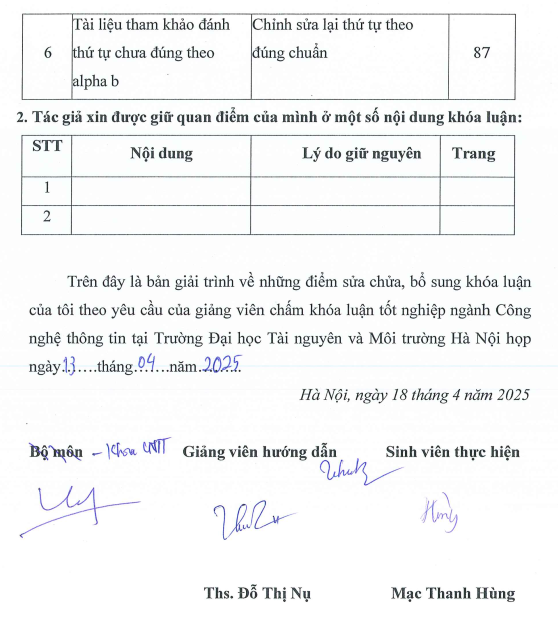 6 Tài liệu tham khảo đánh thứ tự chưa đúng theo alpha b Chỉnh sửa lại thứ tự theo đúng chuẩn 87
2. Tác giả xin được giữ quan điểm của mình ở một số nội dung khóa luận:
STT Nội dung Lý do giữ nguyên Trang
1
2
Trên đây là bản giải trình về những điểm sửa chửa, bổ sung khóa luận
của tôi theo yêu cầu của giảng viên chấm khóa luận tốt nghiệp ngành Công
nghệ thông tin tại Trường Đại học Tài nguyên và Môi trường Hà Nội họp
ngày.13....tháng.04...năm.2025.
Hà Nội, ngày 18 tháng 4 năm 2025
Bộ môn - Khoa CNTT Giảng viên hướng dẫn Sinh viên thực hiện
Hùng
Ths. Đỗ Thị Nụ Mạc Thanh Hùng